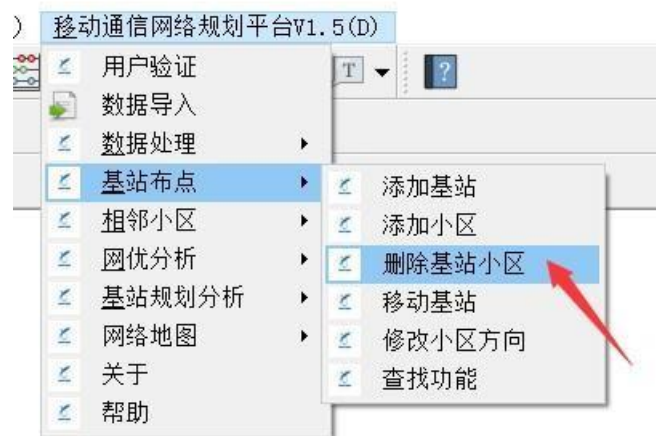 )
移动通信网络规划平台V1.5(D)
T
?
用户验证
数据导入
数据处理
基站布点
相邻小区
网优分析
基站规划分析
网络地图
关于
帮助
添加基站
添加小区
删除基站小区
移动基站
修改小区方向
查找功能